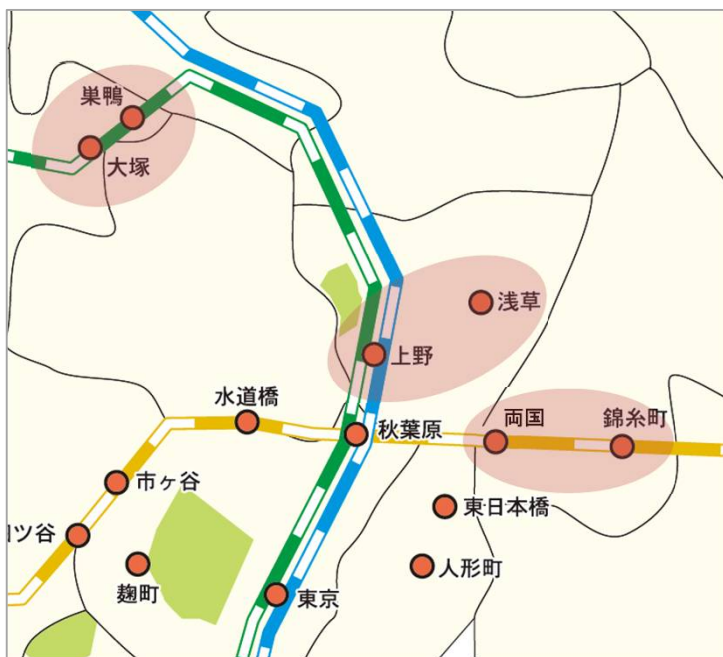 巣鴨
大塚
浅草
上野
水道橋
秋葉原
両国
錦糸町
市ヶ谷
東日本橋
ツ谷
麹町
人形町
東京